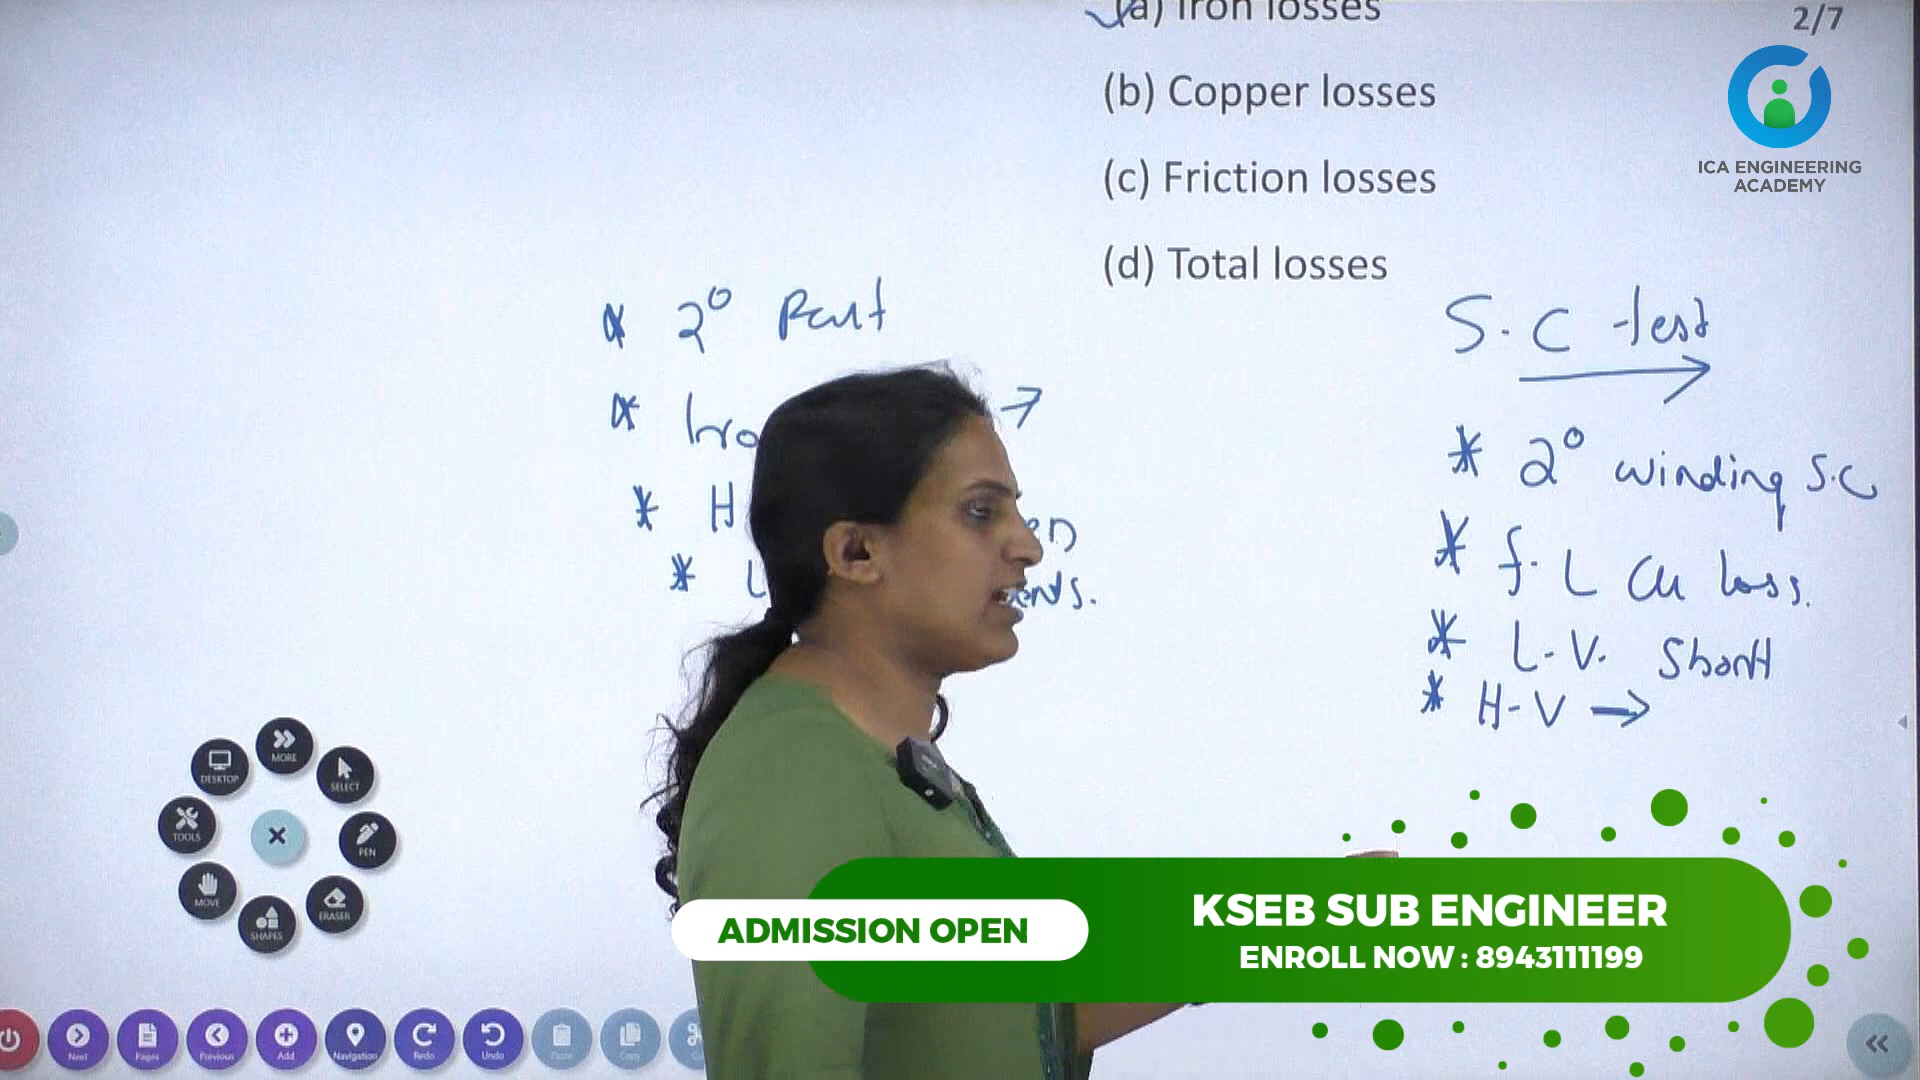 (a) Iron losses
2/7
(b) Copper losses
(c) Friction losses
(d) Total losses
ICA ENGINEERING
ACADEMY
* 2° Part
*
* H
* L
S.C test
* 2° winding S.C
* f.L Cu loss.
* L.V. Short
* H-V →
MORE
DESKTOP
SELECT
TOOLS
PEN
MOVE
ERASER
SHAPES
ADMISSION OPEN
KSEB SUB ENGINEER
ENROLL NOW : 8943111199
Next
Pages
Previous
Add
Navigation
Redo
Undo
Paste
Copy